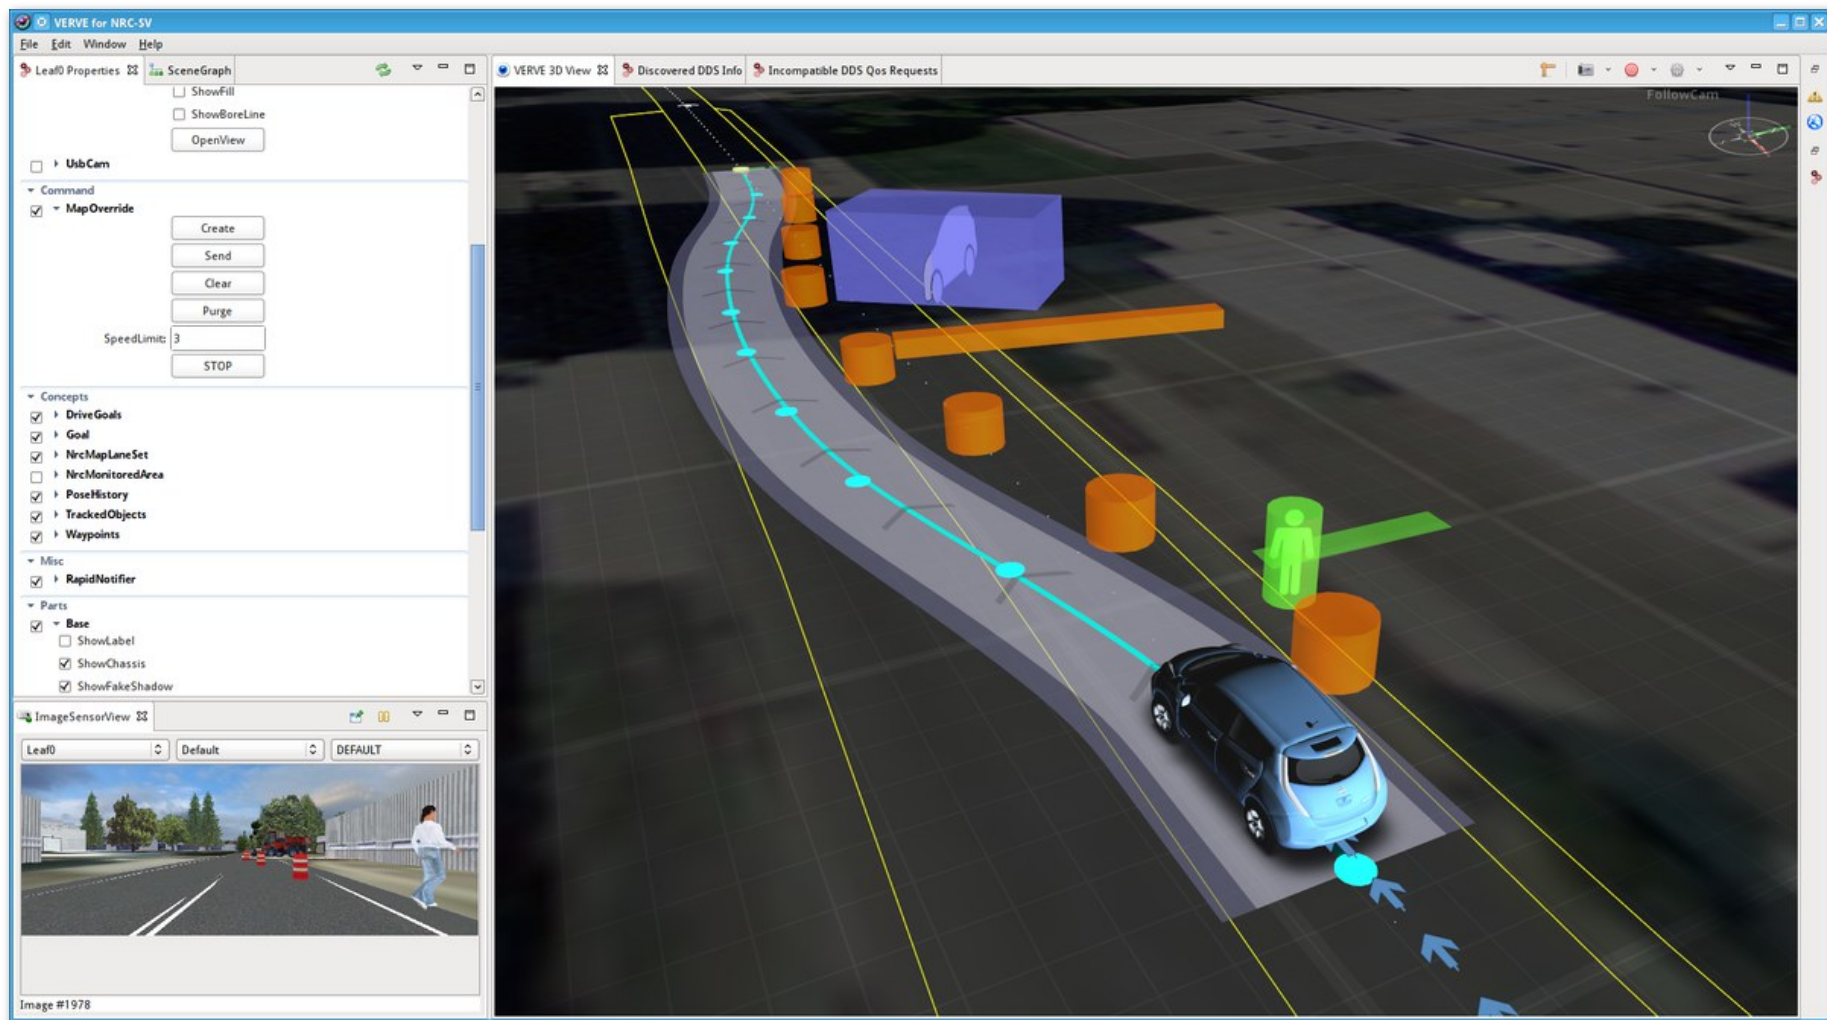 VERVE for NRC-SV
File Edit Window Help
Leaf0 Properties
SceneGraph
ShowFill
ShowBoreLine
OpenView
UsbCam
Command
MapOverride
Create
Send
Clear
Purge
SpeedLimit: 3
STOP
Concepts
DriveGoals
Goal
NrcMapLaneSet
NrcMonitoredArea
PoseHistory
TrackedObjects
Waypoints
Misc
RapidNotifier
Parts
Base
ShowLabel
ShowChassis
ShowFakeShadow
ImageSensorView
Leaf0 Default DEFAULT
Image #1978
VERVE 3D View
Discovered DDS Info
Incompatible DDS Qos Requests
FollowCam